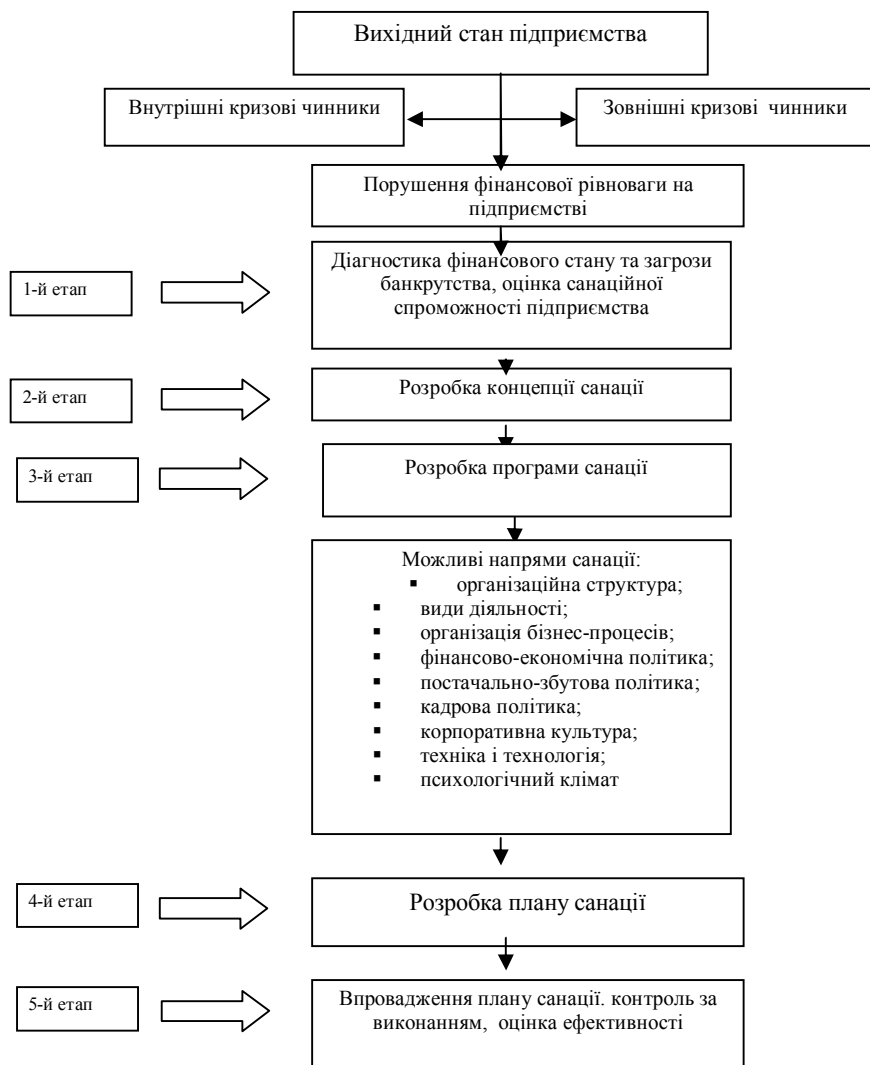 Вихідний стан підприємства
Внутрішні кризові чинники
Зовнішні кризові чинники
Порушення фінансової рівноваги на
підприємстві
1-й етап
Діагностика фінансового стану та загрози
банкрутства, оцінка санаційної
спроможності підприємства
2-й етап
Розробка концепції санації
3-й етап
Розробка програми санації
Можливі напрями санації:
▪ організаційна структура;
▪ види діяльності;
▪ організація бізнес-процесів;
▪ фінансово-економічна політика;
▪ постачально-збутова політика;
▪ кадрова політика;
▪ корпоративна культура;
▪ техніка і технологія;
▪ психологічний клімат
4-й етап
Розробка плану санації
5-й етап
Впровадження плану санації. контроль за
виконанням, оцінка ефективності